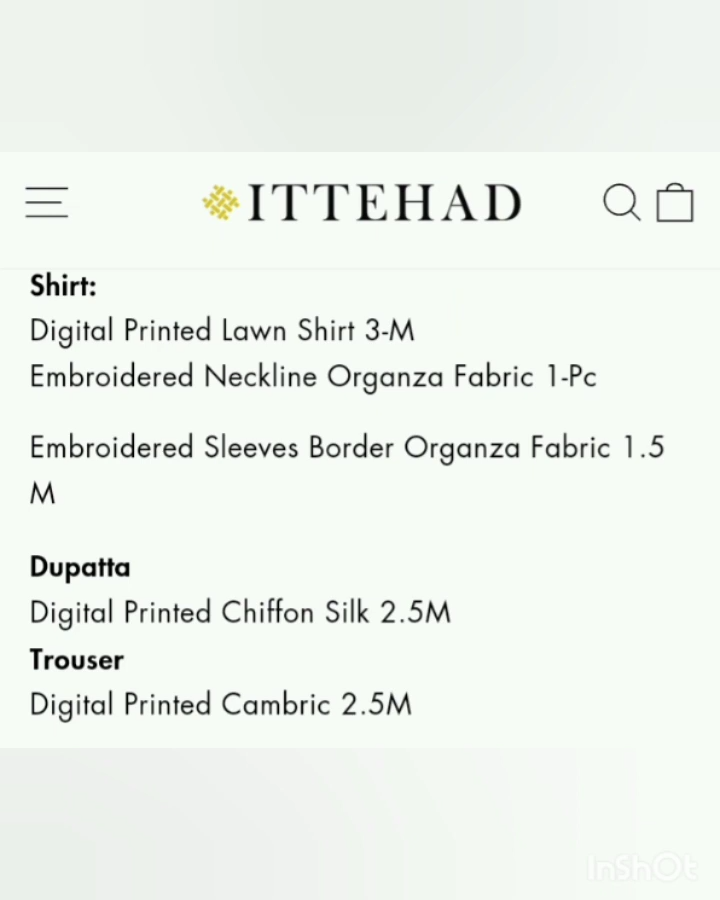 ITTEHAD
Shirt:
Digital Printed Lawn Shirt 3-M
Embroidered Neckline Organza Fabric 1-Pc
Embroidered Sleeves Border Organza Fabric 1.5
M
Dupatta
Digital Printed Chiffon Silk 2.5M
Trouser
Digital Printed Cambric 2.5M
InShOt